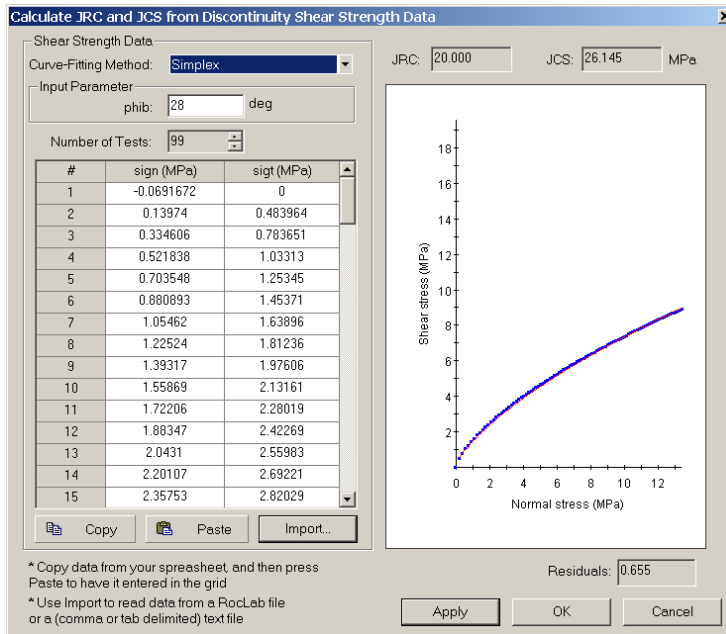 Calculate JRC and JCS from Discontinuity Shear Strength Data
Shear Strength Data
Curve-Fitting Method: Simplex
Input Parameter
phib: 28 deg
Number of Tests: 99
# sign (MPa) sigt (MPa)
1 -0.0691672 0
2 0.13974 0.483964
3 0.334606 0.783651
4 0.521838 1.03313
5 0.703548 1.25345
6 0.880893 1.45371
7 1.05462 1.63896
8 1.22524 1.81236
9 1.39317 1.97606
10 1.55869 2.13161
11 1.72206 2.28019
12 1.88347 2.42269
13 2.0431 2.55983
14 2.20107 2.69221
15 2.35753 2.82029
Copy Paste Import...
* Copy data from your spreasheet, and then press
Paste to have it entered in the grid
* Use Import to read data from a RocLab file
or a (comma or tab delimited) text file
JRC: 20.000 JCS: 26.145 MPa
Shear stress (MPa)
18
16
14
12
10
8
6
4
2
0 2 4 6 8 10 12
Normal stress (MPa)
Residuals: 0.655
Apply OK Cancel